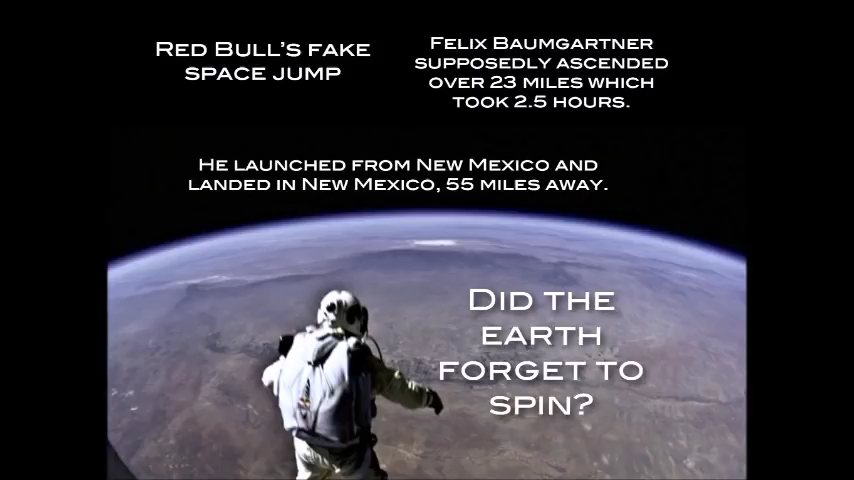 Red Bull's fake
space jump
Felix Baumgartner
supposedly ascended
over 23 miles which
took 2.5 hours.
He launched from New Mexico and
landed in New Mexico, 55 miles away.
Did the
earth
forget to
spin?